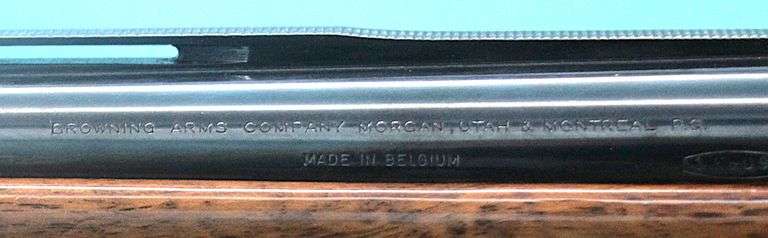 BROWNING ARMS COMPANY MORGAN, UTAH & MONTREAL P.Q.
MADE IN BELGIUM